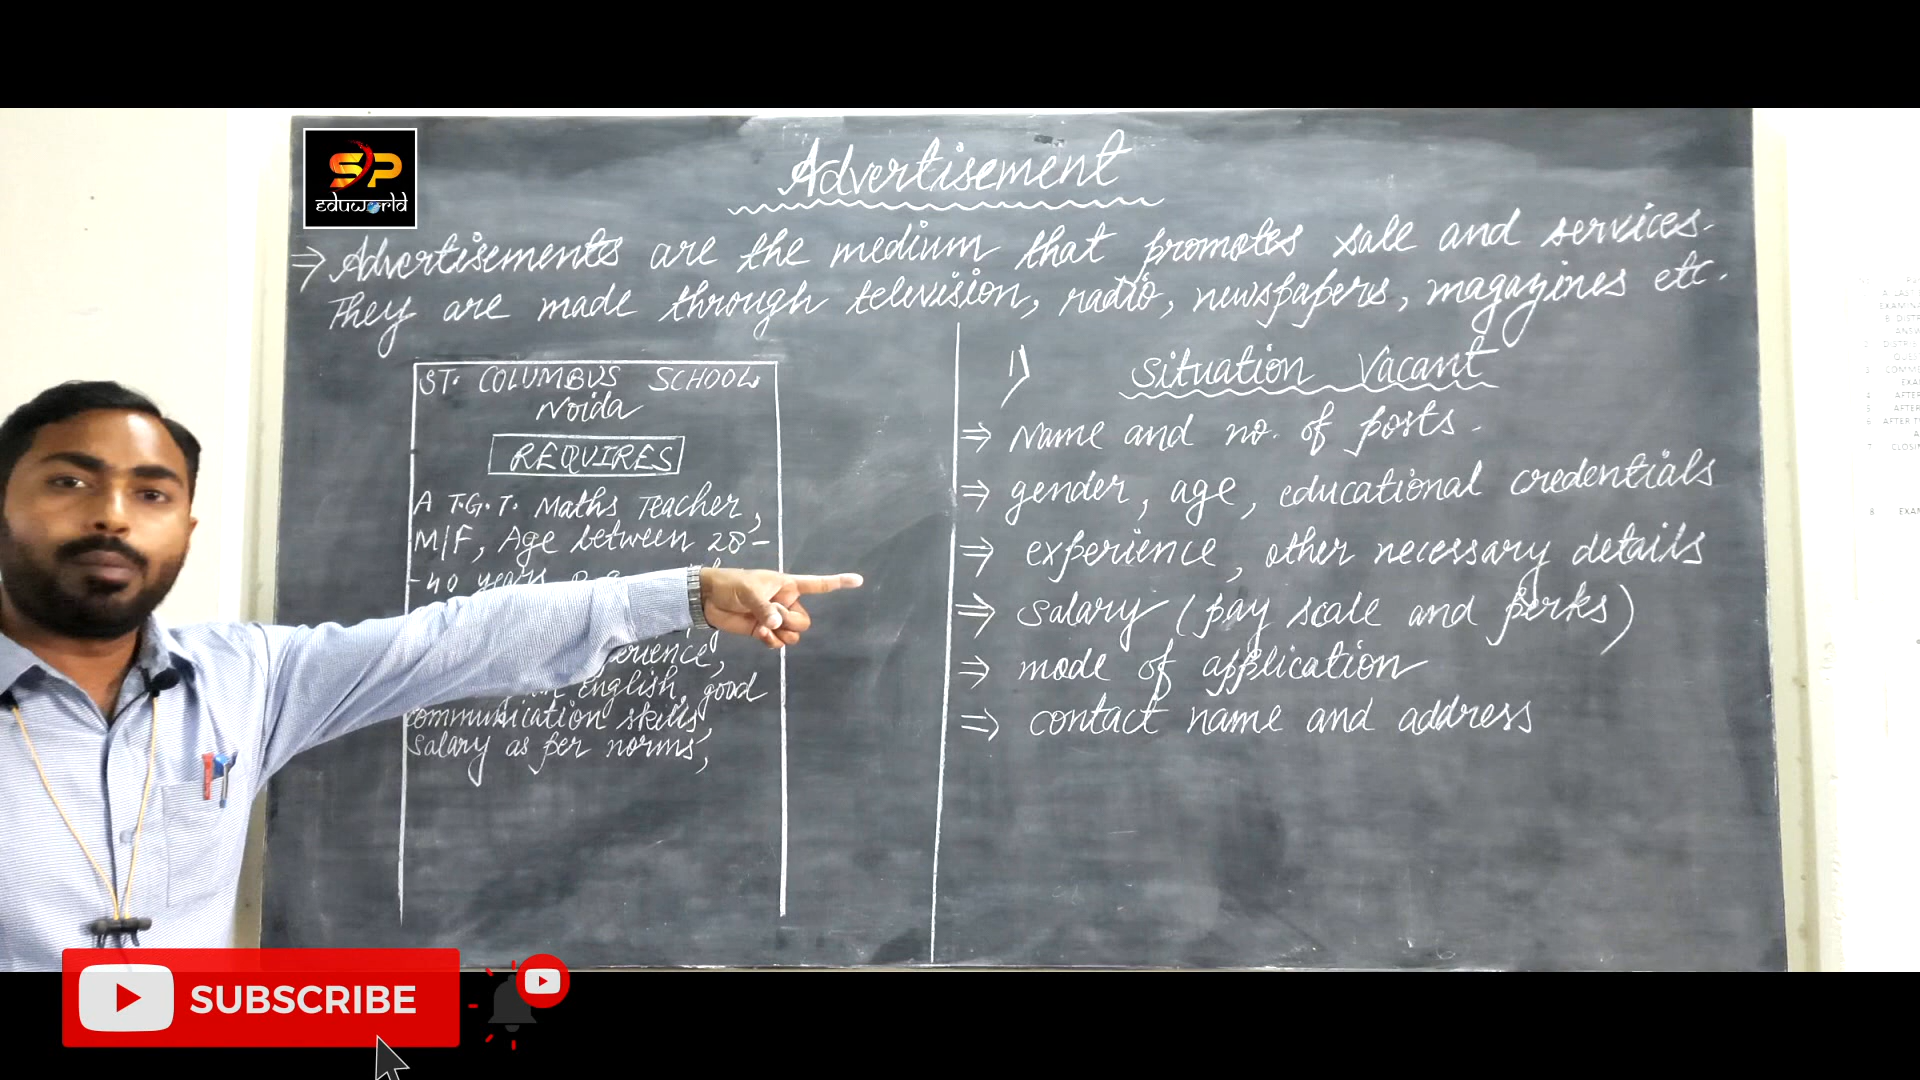 SP
eduworld
Advertisement
⇒ Advertisements are the medium that promotes sale and services.
They are made through television, radio, newspapers, magazines etc.
ST. COLUMBUS SCHOOL
Noida
REQUIRES
A T.G.T. Maths Teacher,
M/F, Age between 28-
-40 years
English, good
communication skills,
salary as per norms,
1) Situation Vacant
⇒ Name and no. of posts.
⇒ gender, age, educational credentials
⇒ experience, other necessary details
⇒ salary (pay scale and perks)
⇒ mode of application
⇒ contact name and address
SUBSCRIBE